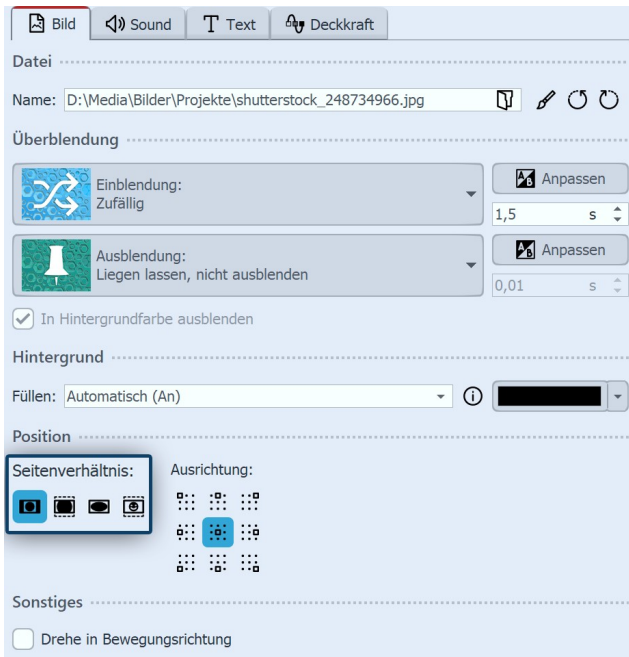 Bild
Sound
Text
Deckkraft
Datei
Name: D:\Media\Bilder\Projekte\shutterstock_248734966.jpg
Überblendung
Einblendung:
Zufällig
Anpassen
1,5 s
Ausblendung:
Liegen lassen, nicht ausblenden
Anpassen
0,01 s
In Hintergrundfarbe ausblenden
Hintergrund
Füllen: Automatisch (An)
Position
Seitenverhältnis: Ausrichtung:
Sonstiges
Drehe in Bewegungsrichtung